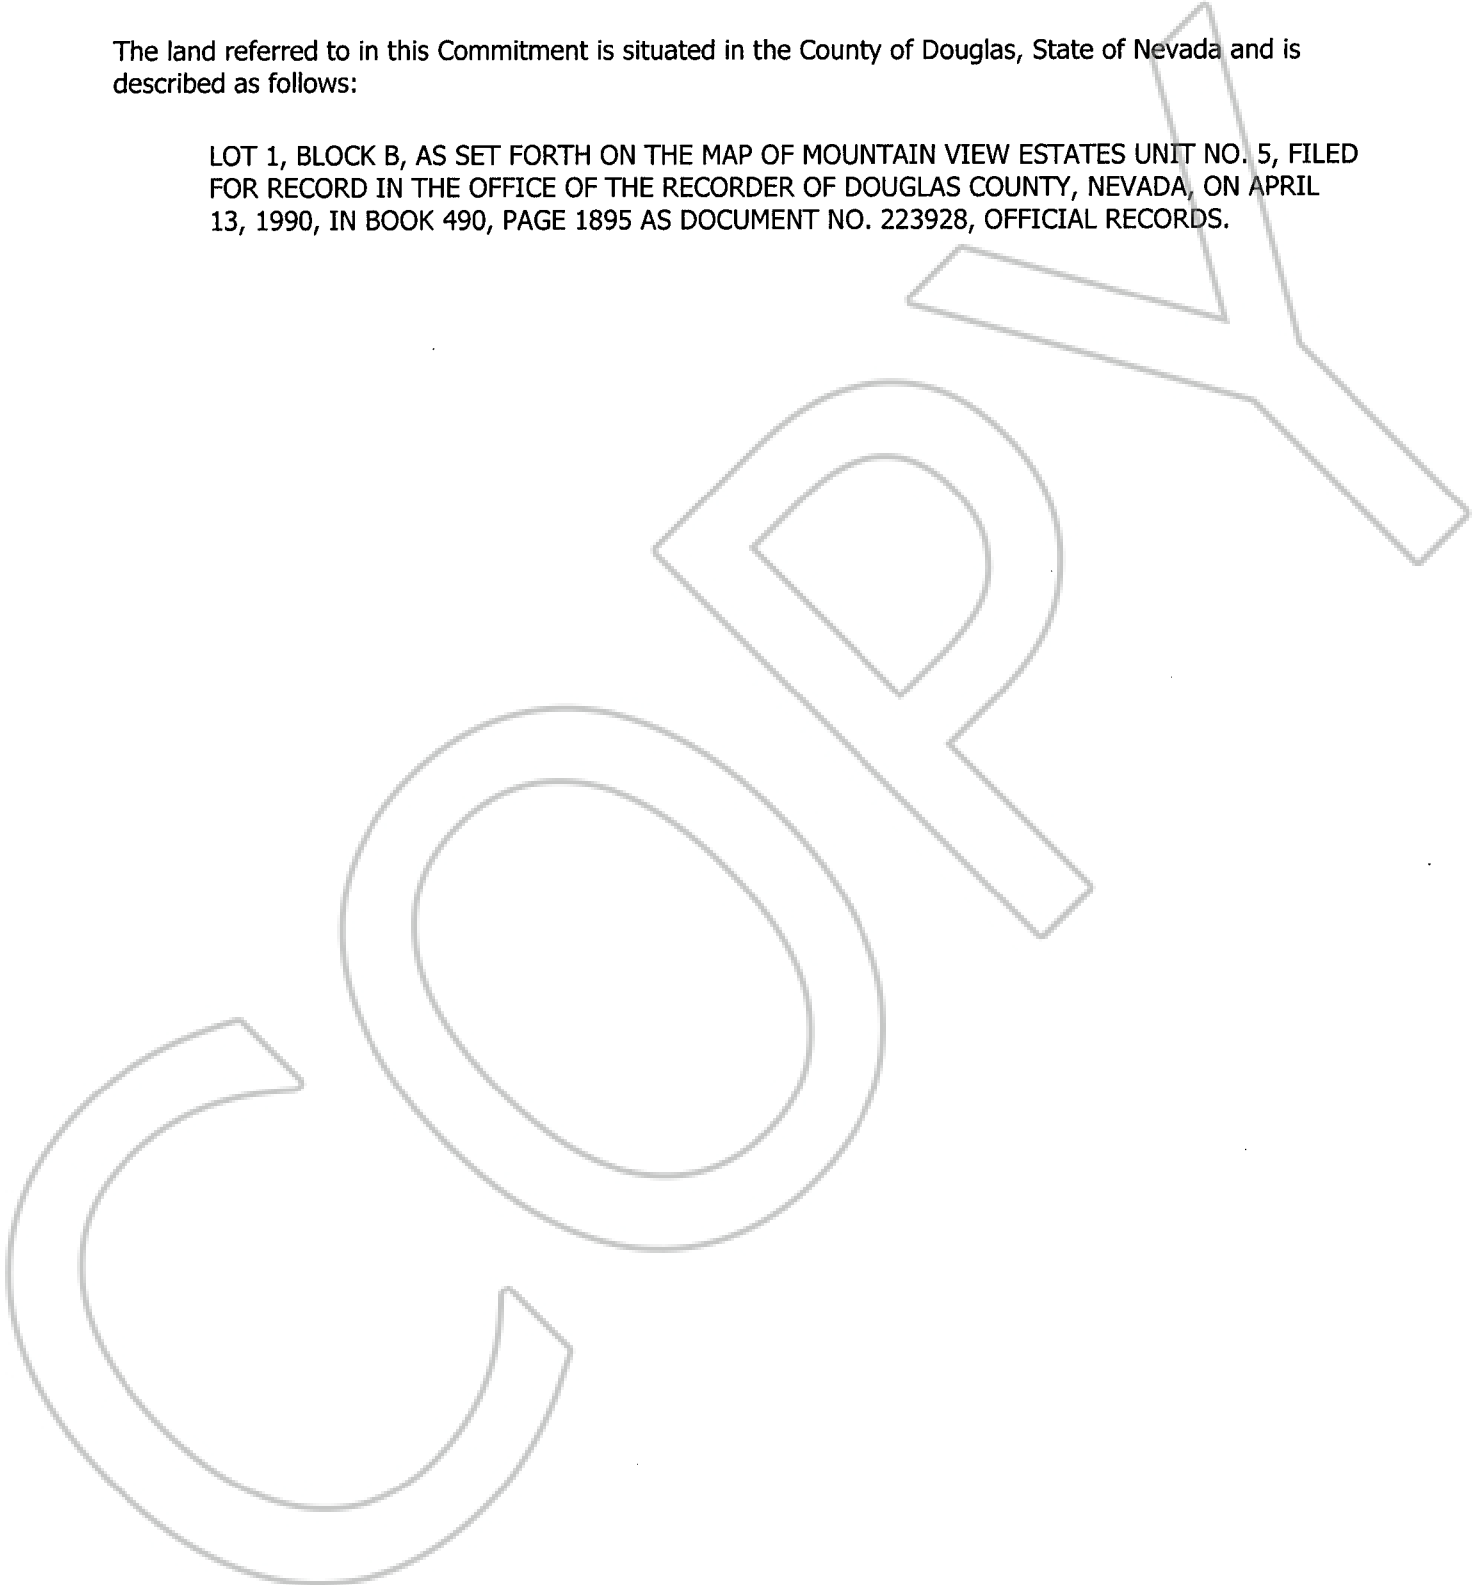 The land referred to in this Commitment is situated in the County of Douglas, State of Nevada and is
described as follows:
LOT 1, BLOCK B, AS SET FORTH ON THE MAP OF MOUNTAIN VIEW ESTATES UNIT NO. 5, FILED
FOR RECORD IN THE OFFICE OF THE RECORDER OF DOUGLAS COUNTY, NEVADA, ON APRIL
13, 1990, IN BOOK 490, PAGE 1895 AS DOCUMENT NO. 223928, OFFICIAL RECORDS.
COPY